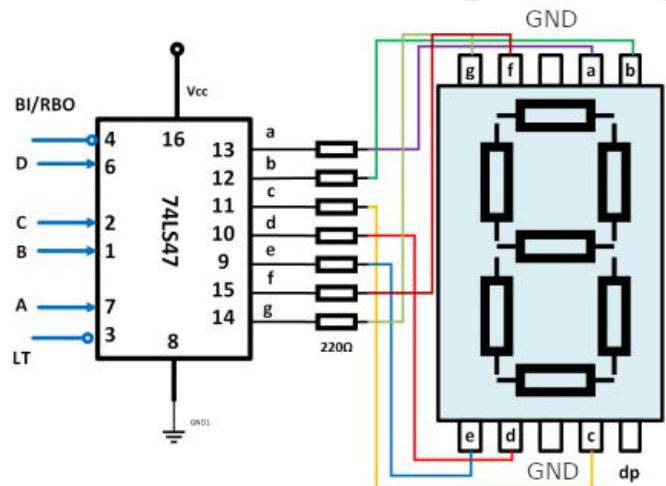 GND
g f a b
Vcc
BI/RBO
4 16
D 6
C 2
B 1
A 7
LT 3
8
74LS47
13 a
12 b
11 c
10 d
9 e
15 f
14 g
220Ω
GND1
e d c
GND dp